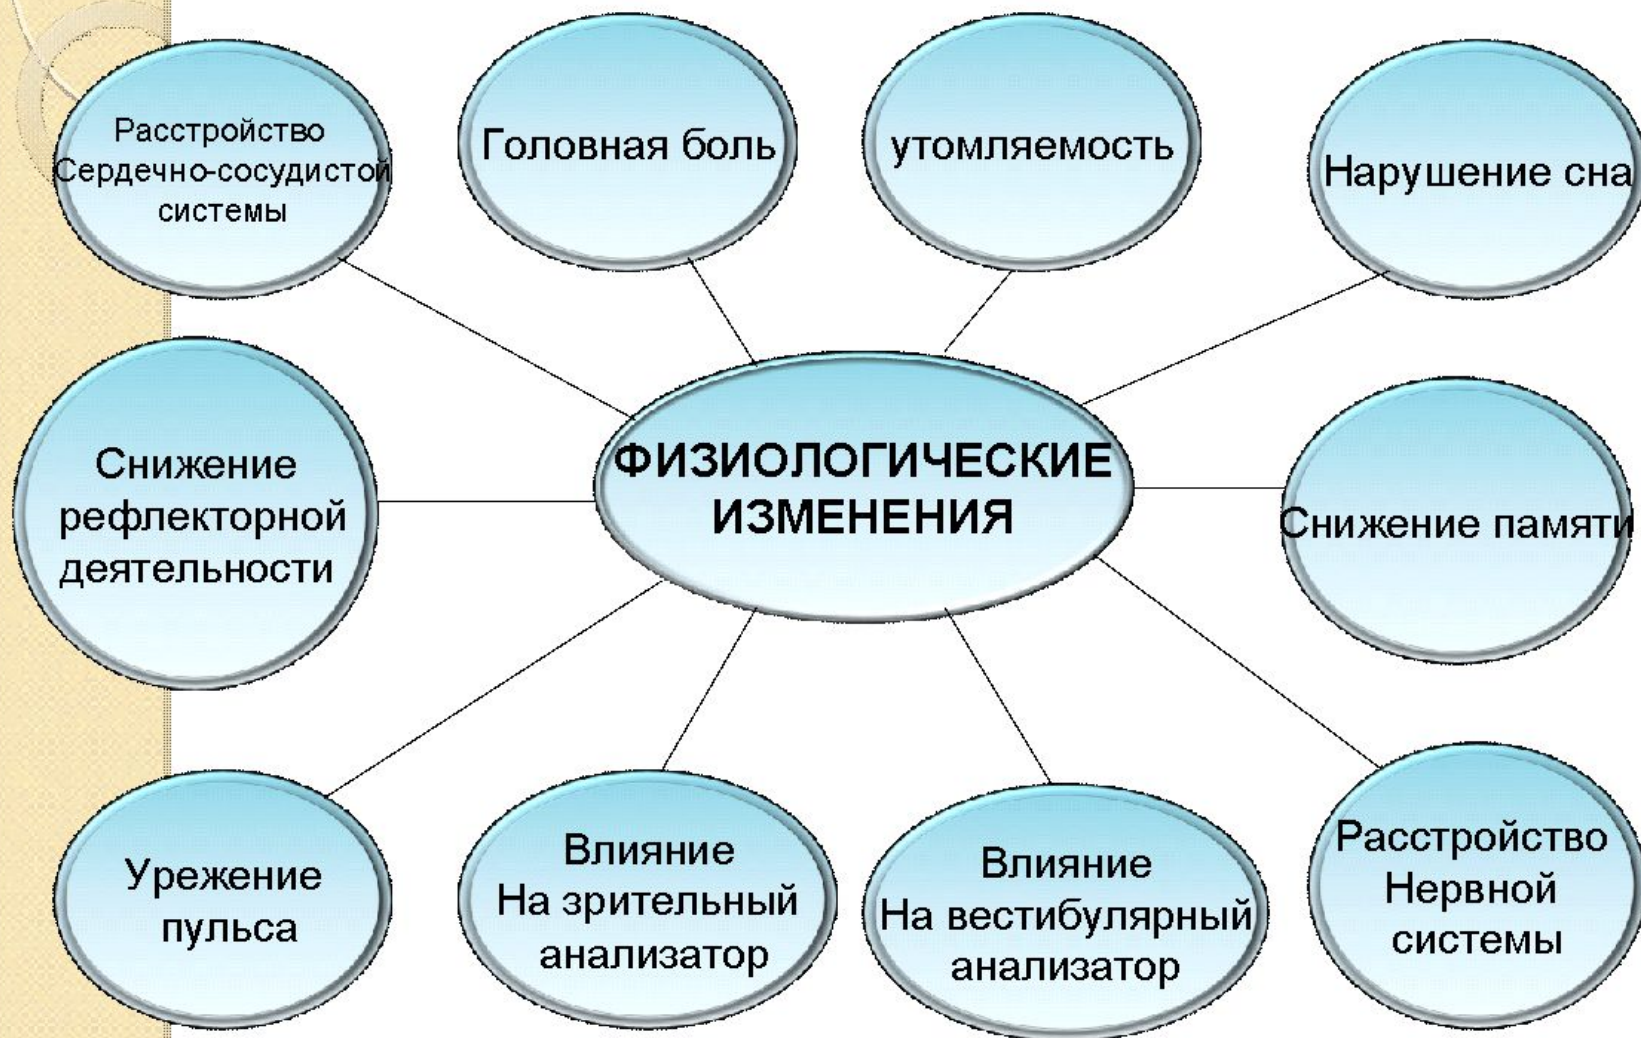 Расстройство
Сердечно-сосудистой
системы
Головная боль
утомляемость
Нарушение сна
Снижение
рефлекторной
деятельности
ФИЗИОЛОГИЧЕСКИЕ
ИЗМЕНЕНИЯ
Снижение памяти
Урежение
пульса
Влияние
На зрительный
анализатор
Влияние
На вестибулярный
анализатор
Расстройство
Нервной
системы